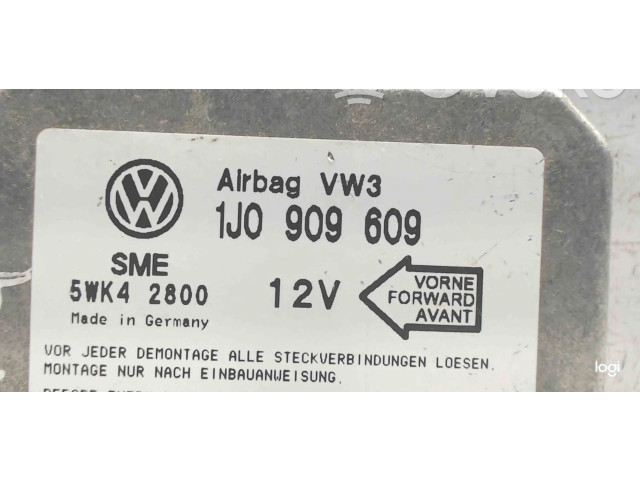 Airbag VW3
1J0 909 609
SME
5WK4 2800
12V
VORNE
FORWARD
AVANT
Made in Germany
VOR JEDER DEMONTAGE ALLE STECKVERBINDUNGEN LOESEN.
MONTAGE NUR NACH EINBAUANWEISUNG.
logi